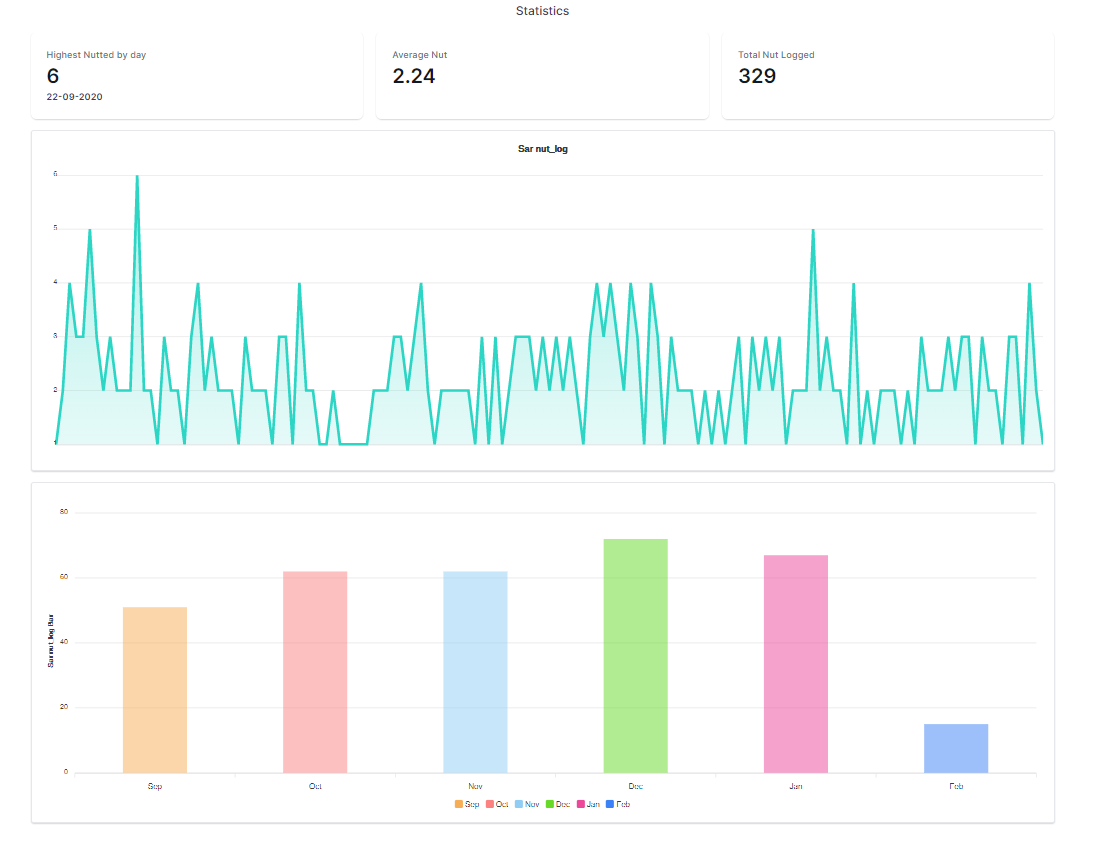 Statistics
Highest Nutted by day
6
22-09-2020
Average Nut
2.24
Total Nut Logged
329
Sar nut_log
6
5
4
3
2
1
80
60
40
20
0
Sar nut_log Bar
Sep Oct Nov Dec Jan Feb
Sep Oct Nov Dec Jan Feb